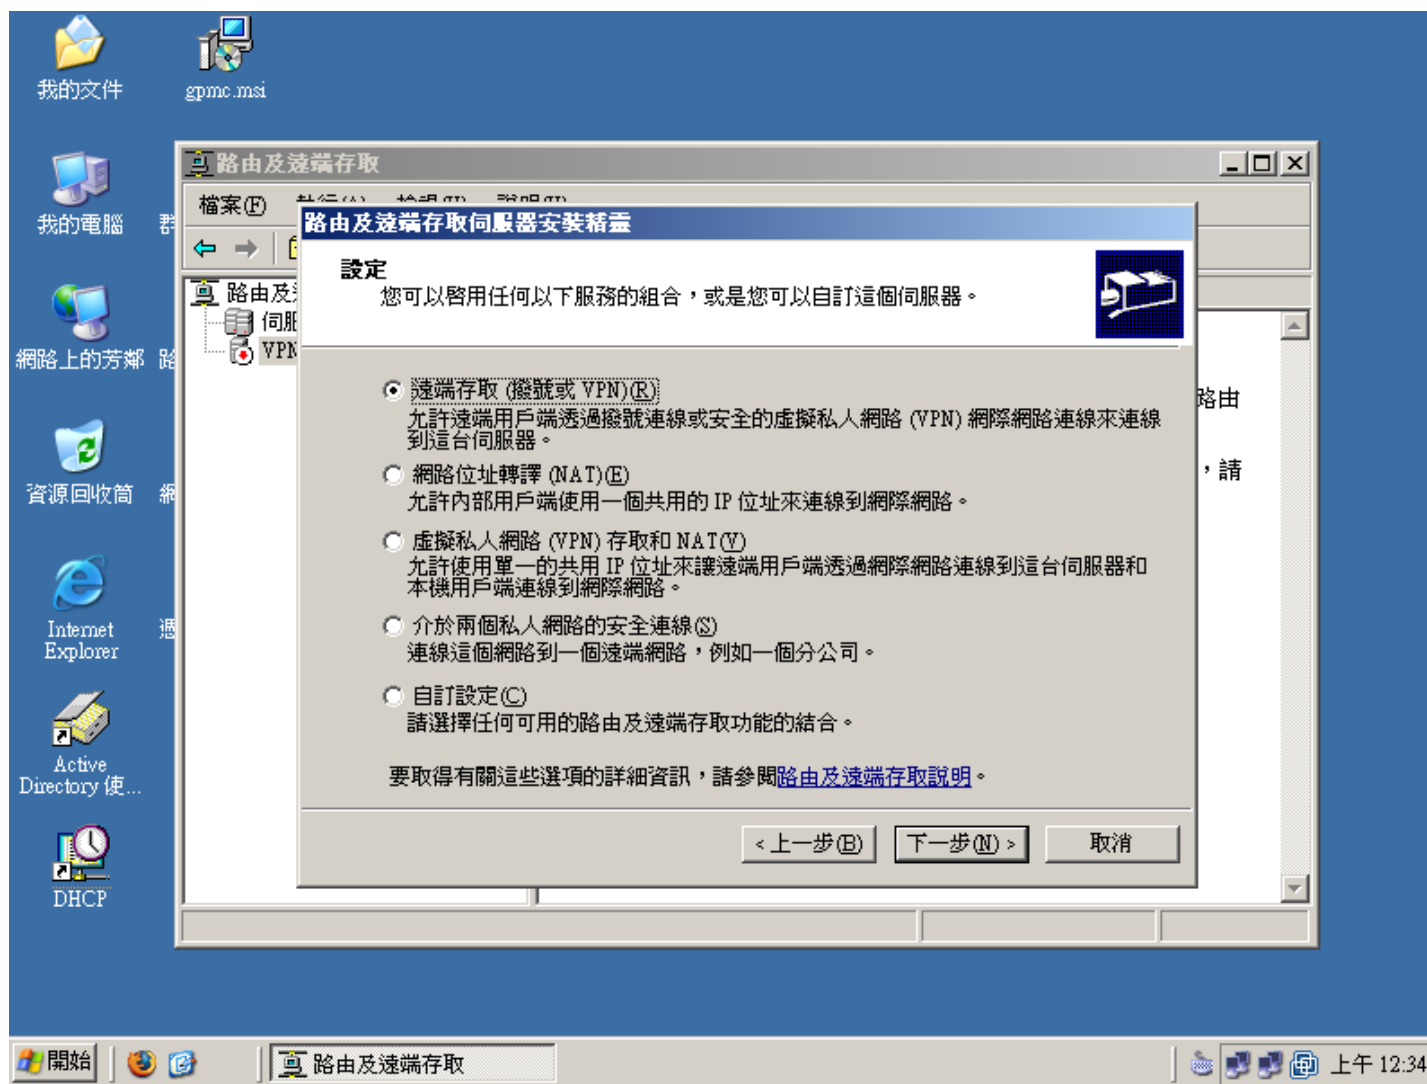 我的文件
gpmc.msi
路由及遠端存取
我的電腦
群
檔案(F)
路由及遠端存取伺服器安裝精靈
設定
您可以啓用任何以下服務的組合，或是您可以自訂這個伺服器。
路由及
伺服
VPN
網路上的芳鄰
路
遠端存取 (撥號或 VPN)(R)
允許遠端用戶端透過撥號連線或安全的虛擬私人網路 (VPN) 網際網路連線來連線
到這台伺服器。
路由
網路位址轉譯 (NAT)(E)
允許內部用戶端使用一個共用的 IP 位址來連線到網際網路。
，請
資源回收筒
網
虛擬私人網路 (VPN) 存取和 NAT(V)
允許使用單一的共用 IP 位址來讓遠端用戶端透過網際網路連線到這台伺服器和
本機用戶端連線到網際網路。
Internet
Explorer
介於兩個私人網路的安全連線(S)
連線這個網路到一個遠端網路，例如一個分公司。
自訂設定(C)
請選擇任何可用的路由及遠端存取功能的結合。
Active
Directory 使...
要取得有關這些選項的詳細資訊，請參閱路由及遠端存取說明。
<上一步(B)
下一步(N) >
取消
DHCP
開始
路由及遠端存取
上午 12:34